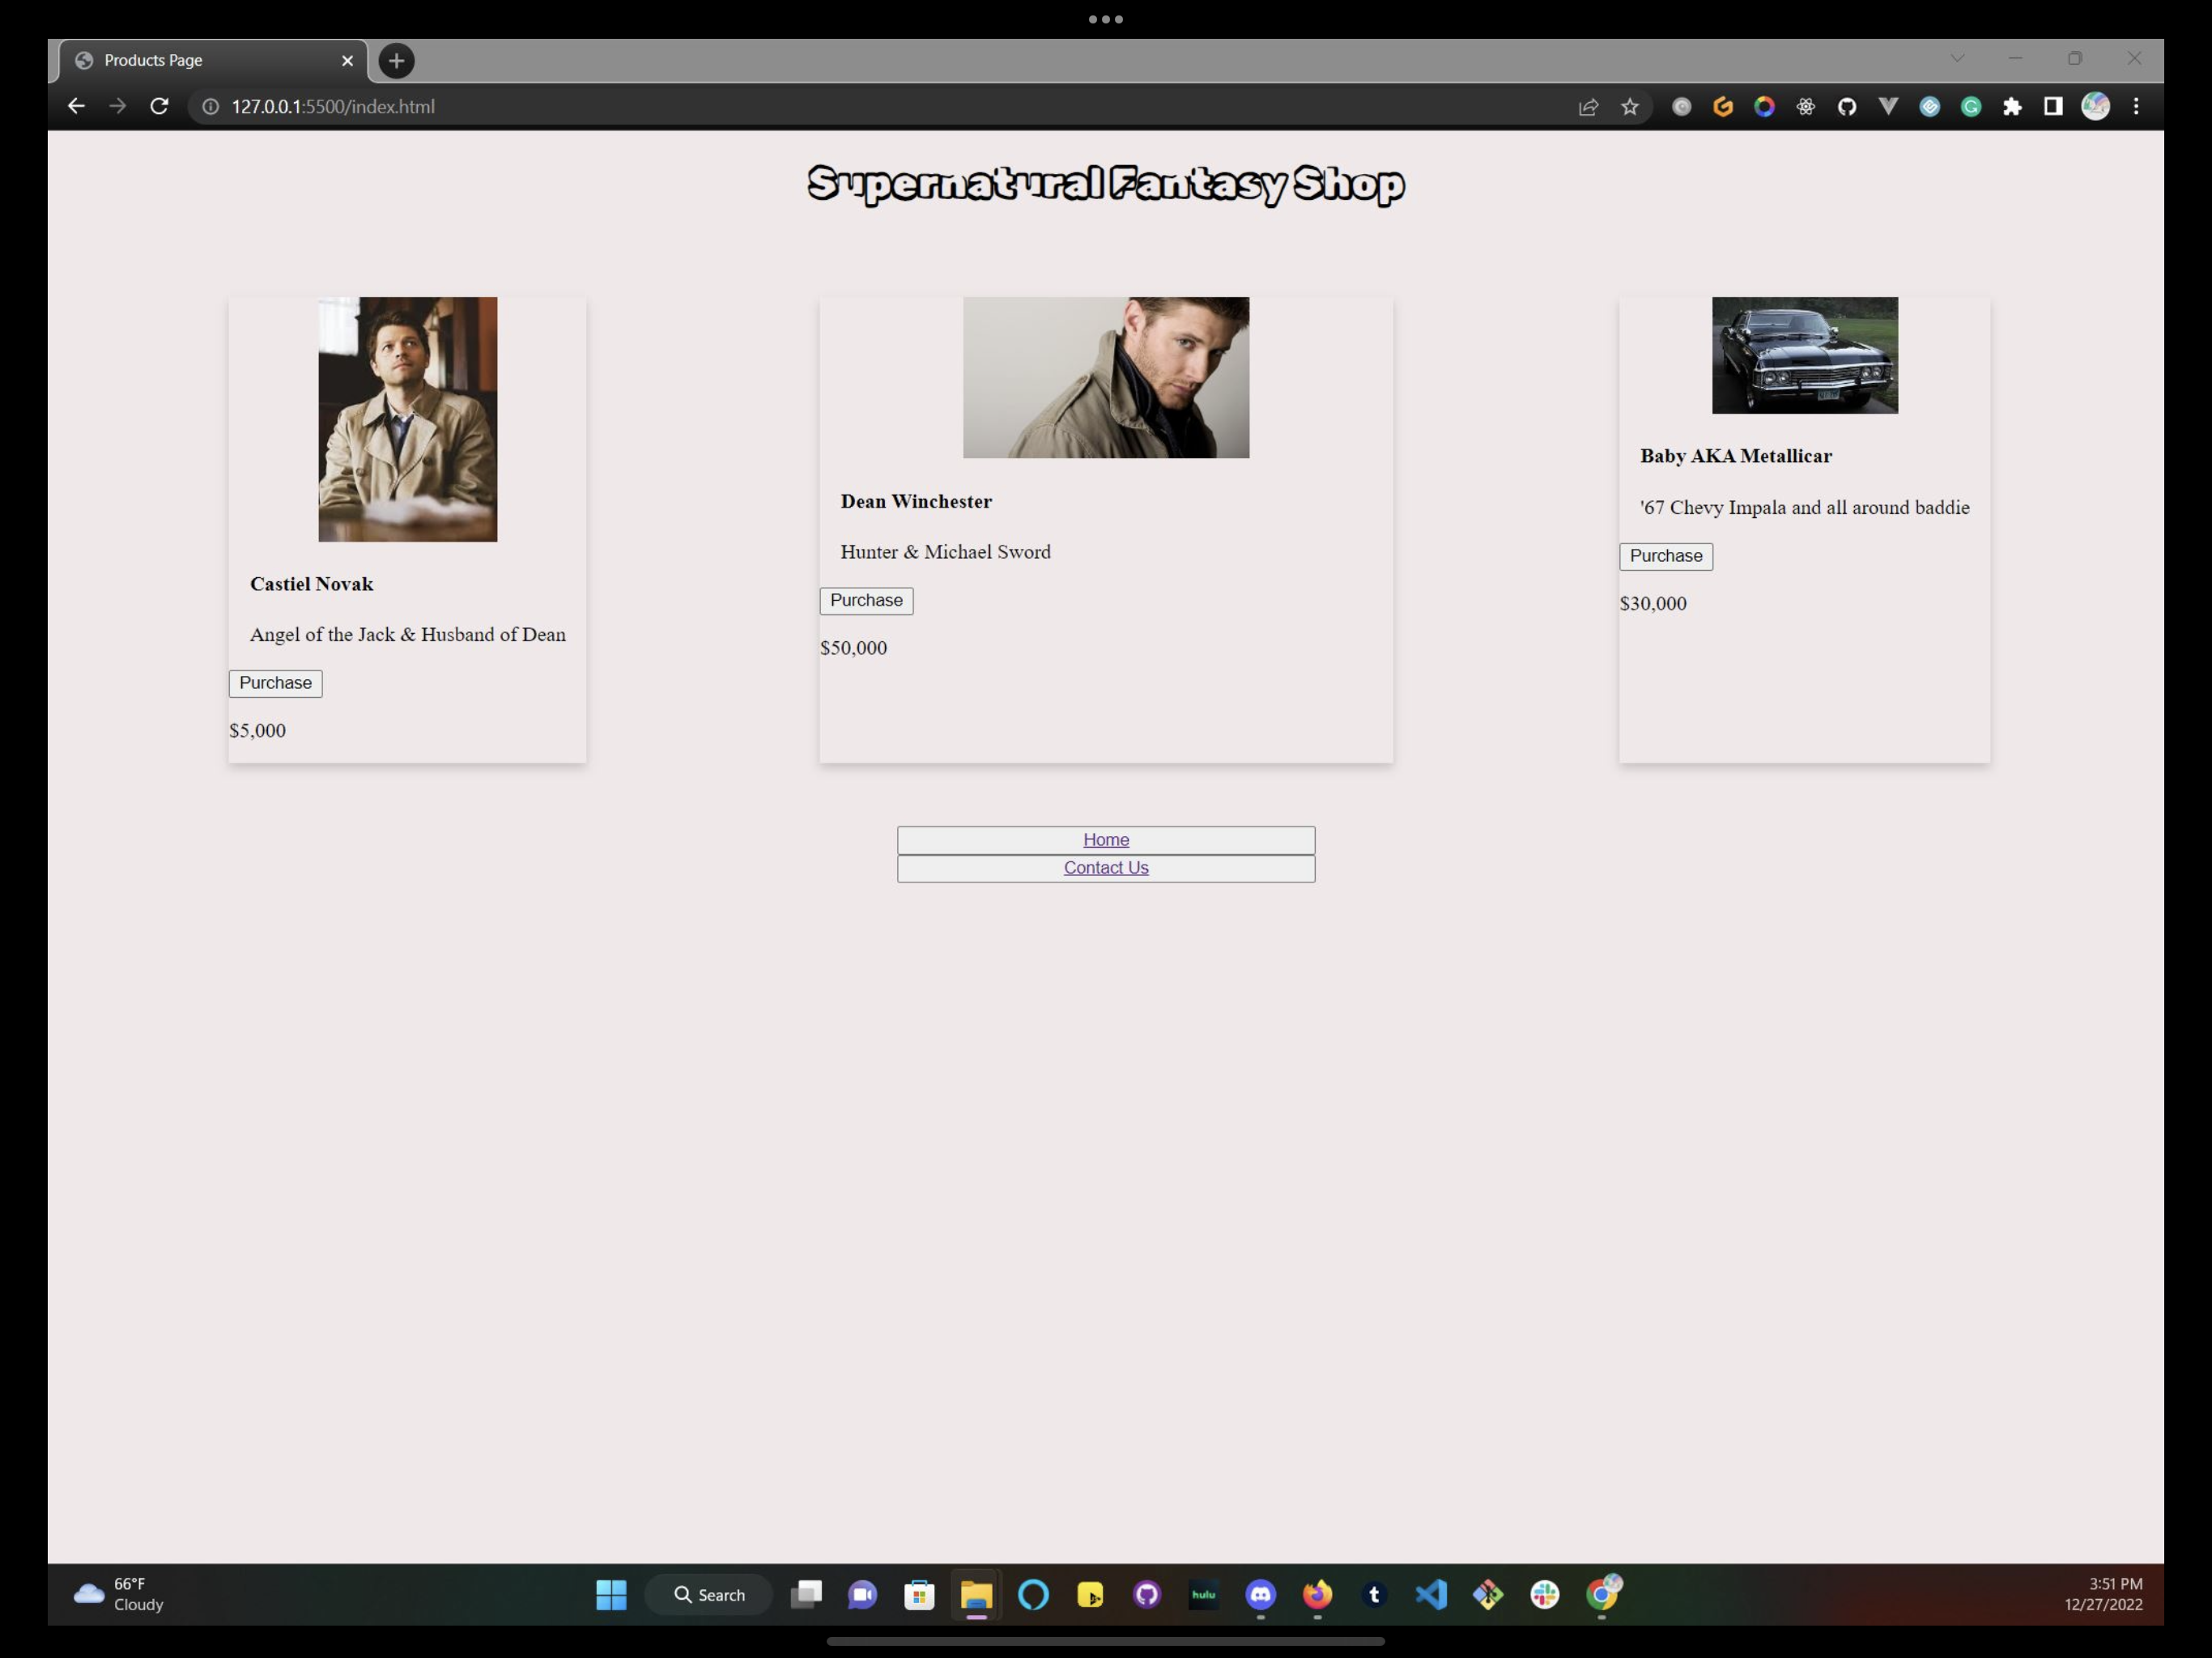 Products Page
127.0.0.1:5500/index.html
Supernatural Fantasy Shop
Castiel Novak
Angel of the Jack & Husband of Dean
Purchase
$5,000
Dean Winchester
Hunter & Michael Sword
Purchase
$50,000
Baby AKA Metallicar
'67 Chevy Impala and all around baddie
Purchase
$30,000
Home
Contact Us
66°F
Cloudy
Search
hulu
3:51 PM
12/27/2022